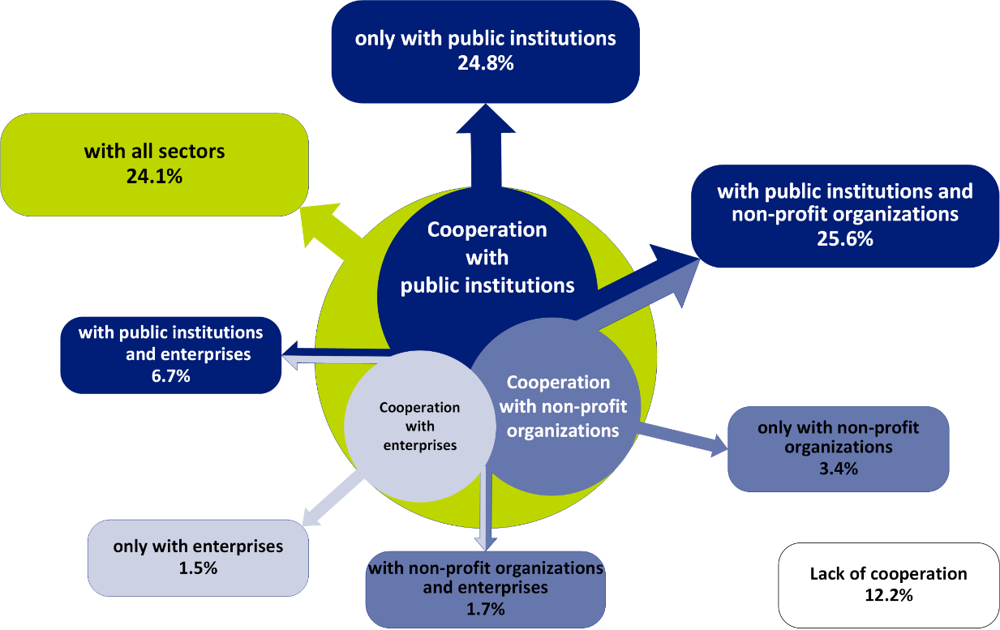 only with public institutions
24.8%
with all sectors
24.1%
with public institutions and
non-profit organizations
25.6%
Cooperation
with
public institutions
with public institutions
and enterprises
6.7%
Cooperation
with non-profit
organizations
Cooperation
with
enterprises
only with non-profit
organizations
3.4%
only with enterprises
1.5%
with non-profit organizations
and enterprises
1.7%
Lack of cooperation
12.2%